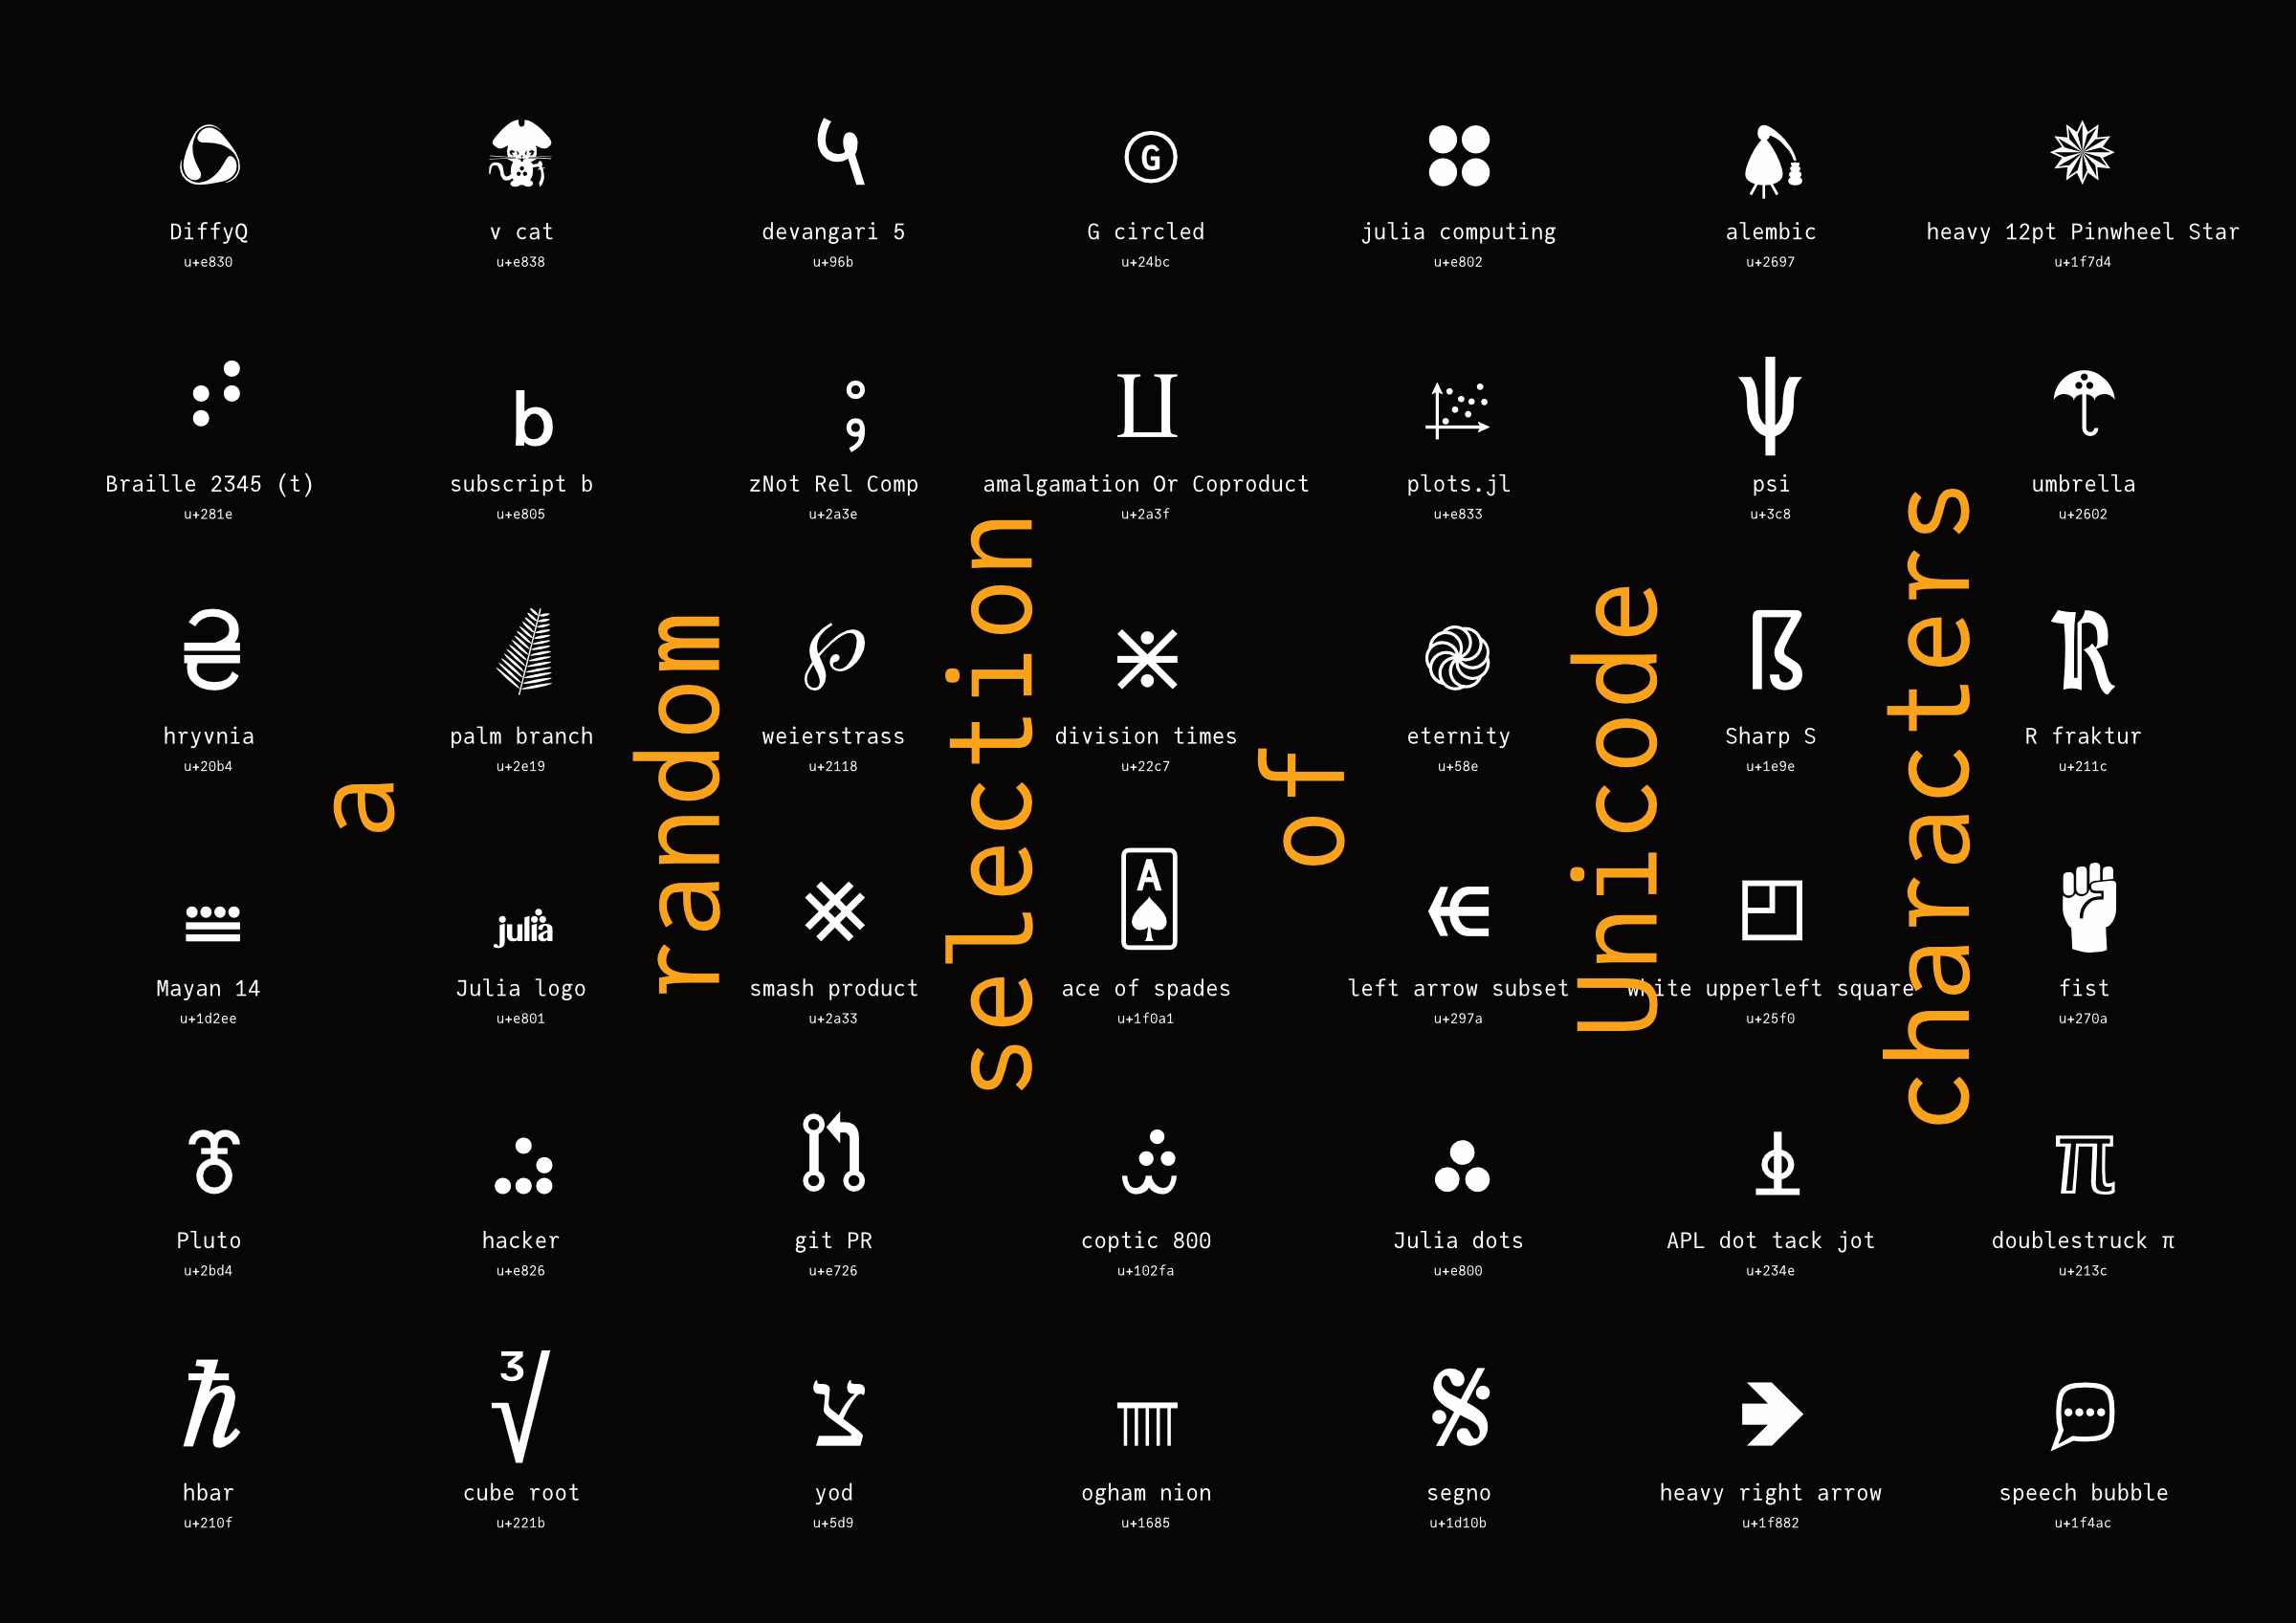 DiffyQ
u+e830
v cat
u+e838
devangari 5
u+96b
G circled
u+24bc
julia computing
u+e802
alembic
u+2697
heavy 12pt Pinwheel Star
u+1f7d4
Braille 2345 (t)
u+281e
b
subscript b
u+e805
zNot Rel Comp
u+2a3e
amalgamation Or Coproduct
u+2a3f
plots.jl
u+e833
ψ
psi
u+3c8
umbrella
u+2602
₴
hryvnia
u+20b4
palm branch
u+2e19
℘
weierstrass
u+2118
division times
u+22c7
eternity
u+58e
ẞ
Sharp S
u+1e9e
ℜ
R fraktur
u+211c
Mayan 14
u+1d2ee
julia
Julia logo
u+e801
smash product
u+2a33
A
ace of spades
u+1f0a1
left arrow subset
u+297a
white upperleft square
u+25f0
fist
u+270a
Pluto
u+2bd4
hacker
u+e826
git PR
u+e726
coptic 800
u+102fa
Julia dots
u+e800
APL dot tack jot
u+234e
ℼ
doublestruck π
u+213c
ℏ
hbar
u+210f
∛
cube root
u+221b
צ
yod
u+5d9
ogham nion
u+1685
segno
u+1d10b
heavy right arrow
u+1f882
speech bubble
u+1f4ac
a
random
selection
of
Unicode
characters